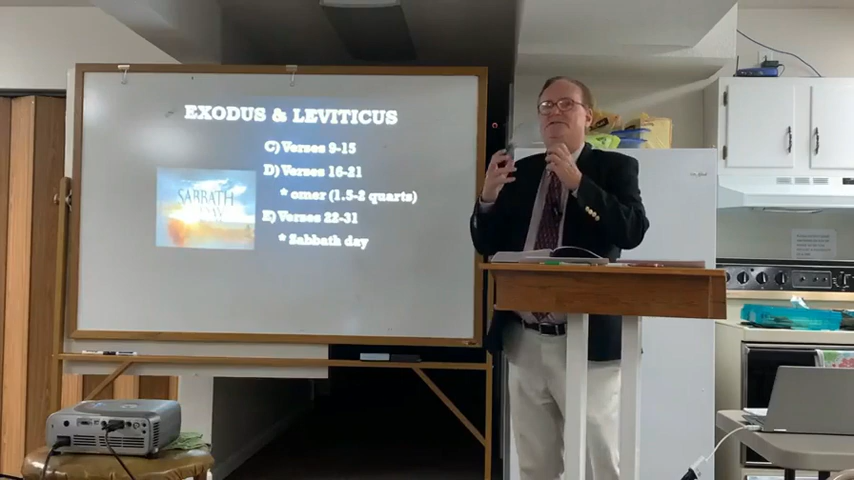 EXODUS & LEVITICUS
C) Verses 9-15
D) Verses 16-21
* omer (1.5-2 quarts)
E) Verses 22-31
* Sabbath day
SABBATH
DAY